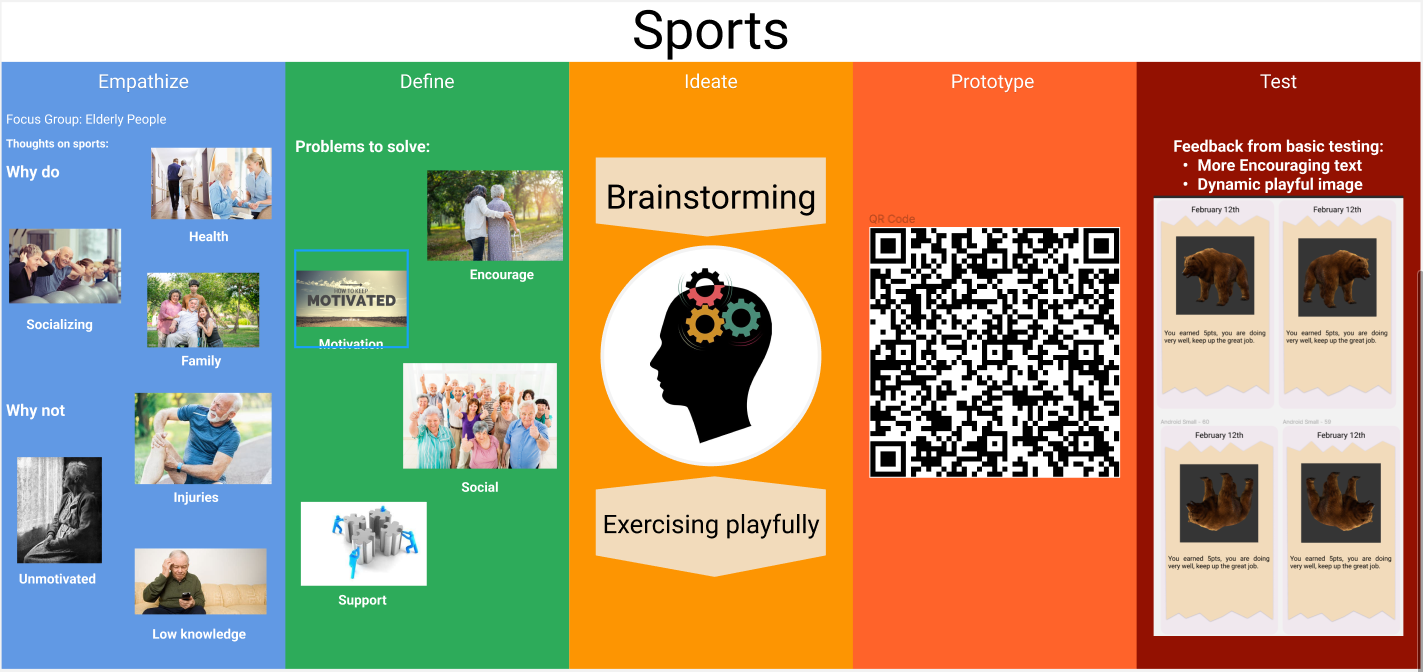 Sports
Empathize
Focus Group: Elderly People
Thoughts on sports:
Why do
Health
Socializing
Family
Why not
Injuries
Unmotivated
Low knowledge
Define
Problems to solve:
Encourage
HOW TO KEEP
MOTIVATED
Motivation
Social
Support
Ideate
Brainstorming
Exercising playfully
Prototype
QR Code
Test
Feedback from basic testing:
• More Encouraging text
• Dynamic playful image
February 12th
You earned 5pts, you are doing
very well, keep up the great job.
February 12th
You earned 5pts, you are doing
very well, keep up the great job.
Android Small - 60
February 12th
You earned 5pts, you are doing
very well, keep up the great job.
Android Small - 59
February 12th
You earned 5pts, you are doing
very well, keep up the great job.